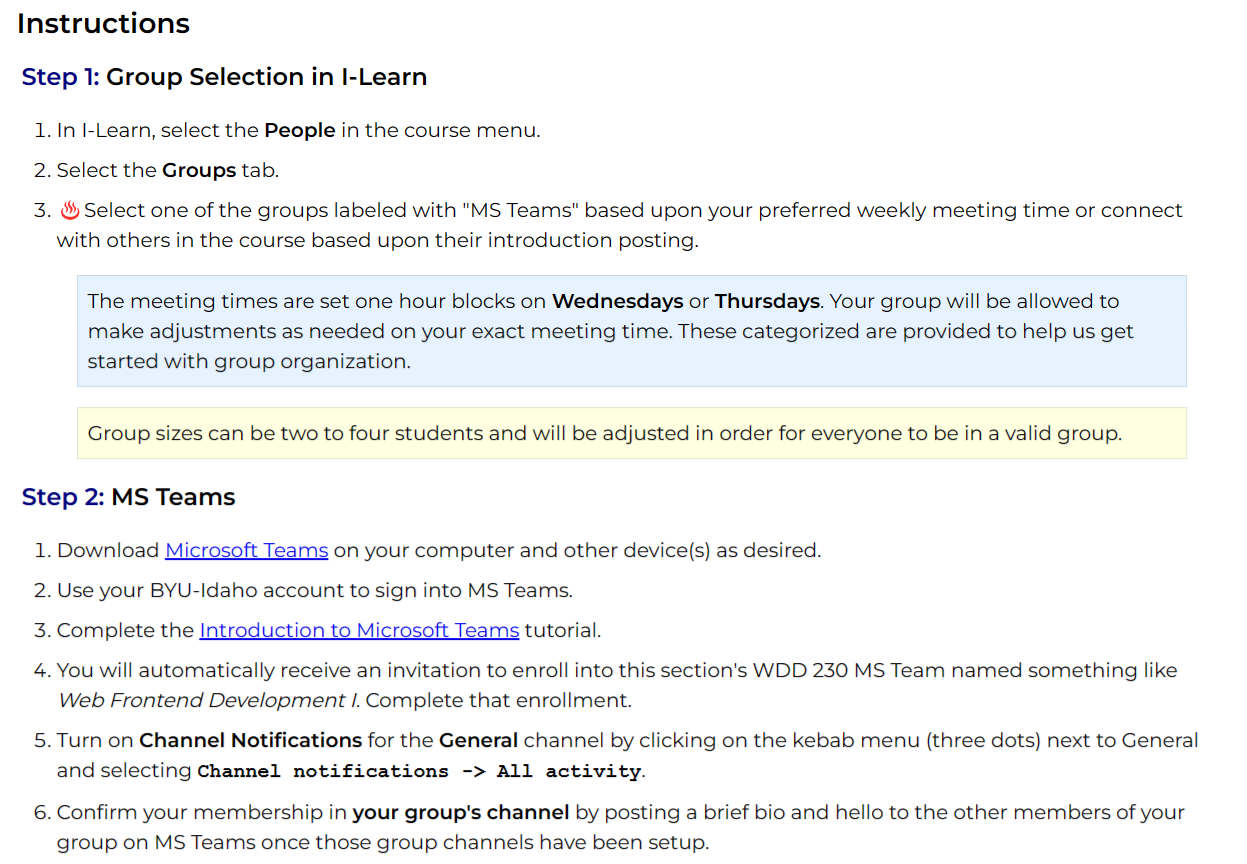 Instructions
Step 1: Group Selection in I-Learn
1. In I-Learn, select the People in the course menu.
2. Select the Groups tab.
3. ♨Select one of the groups labeled with "MS Teams" based upon your preferred weekly meeting time or connect
with others in the course based upon their introduction posting.
The meeting times are set one hour blocks on Wednesdays or Thursdays. Your group will be allowed to
make adjustments as needed on your exact meeting time. These categorized are provided to help us get
started with group organization.
Group sizes can be two to four students and will be adjusted in order for everyone to be in a valid group.
Step 2: MS Teams
1. Download Microsoft Teams on your computer and other device(s) as desired.
2. Use your BYU-Idaho account to sign into MS Teams.
3. Complete the Introduction to Microsoft Teams tutorial.
4. You will automatically receive an invitation to enroll into this section's WDD 230 MS Team named something like
Web Frontend Development I. Complete that enrollment.
5. Turn on Channel Notifications for the General channel by clicking on the kebab menu (three dots) next to General
and selecting Channel notifications -> All activity.
6. Confirm your membership in your group's channel by posting a brief bio and hello to the other members of your
group on MS Teams once those group channels have been setup.